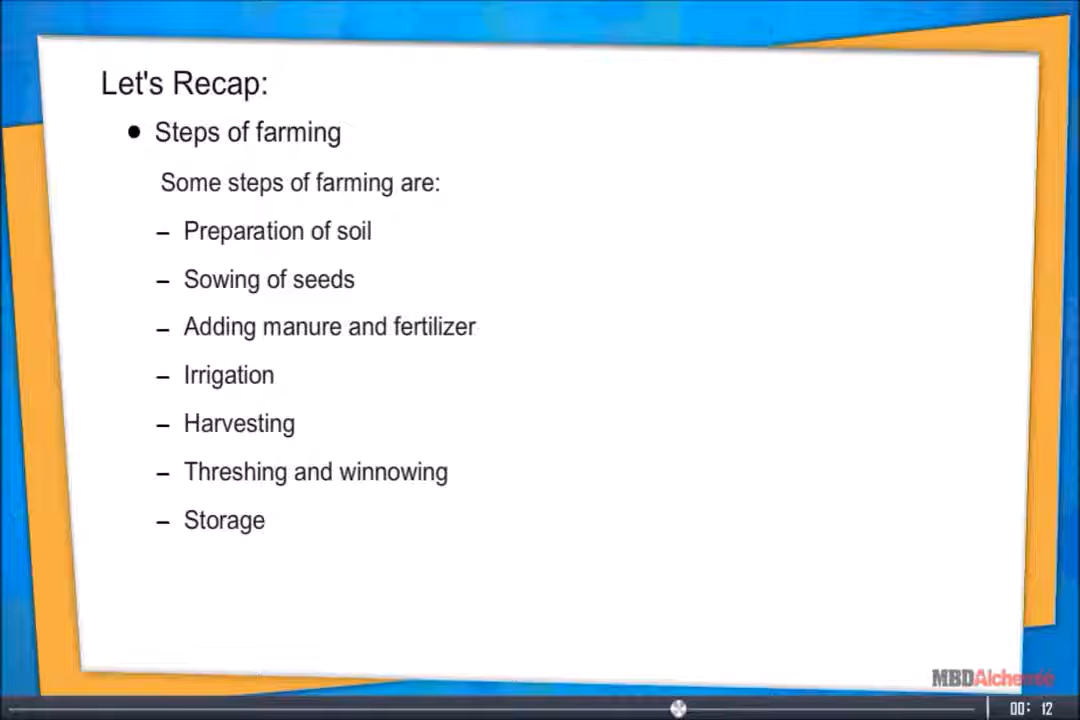 Let's Recap:
● Steps of farming
Some steps of farming are:
– Preparation of soil
– Sowing of seeds
– Adding manure and fertilizer
– Irrigation
– Harvesting
– Threshing and winnowing
– Storage
MBDAlchemie
00: 12